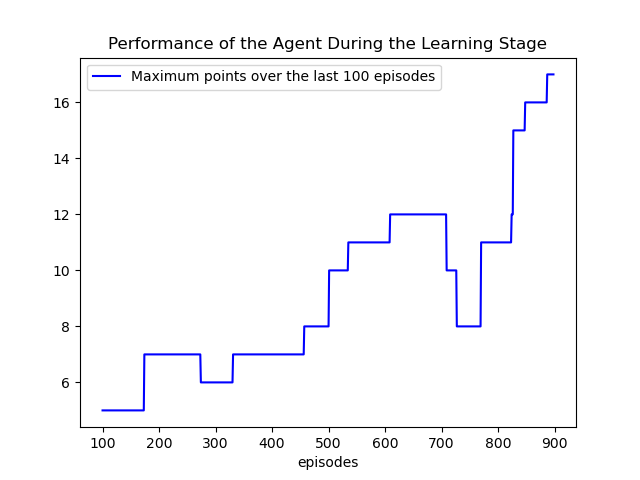 Performance of the Agent During the Learning Stage
Maximum points over the last 100 episodes
16
14
12
10
8
6
100 200 300 400 500 600 700 800 900
episodes